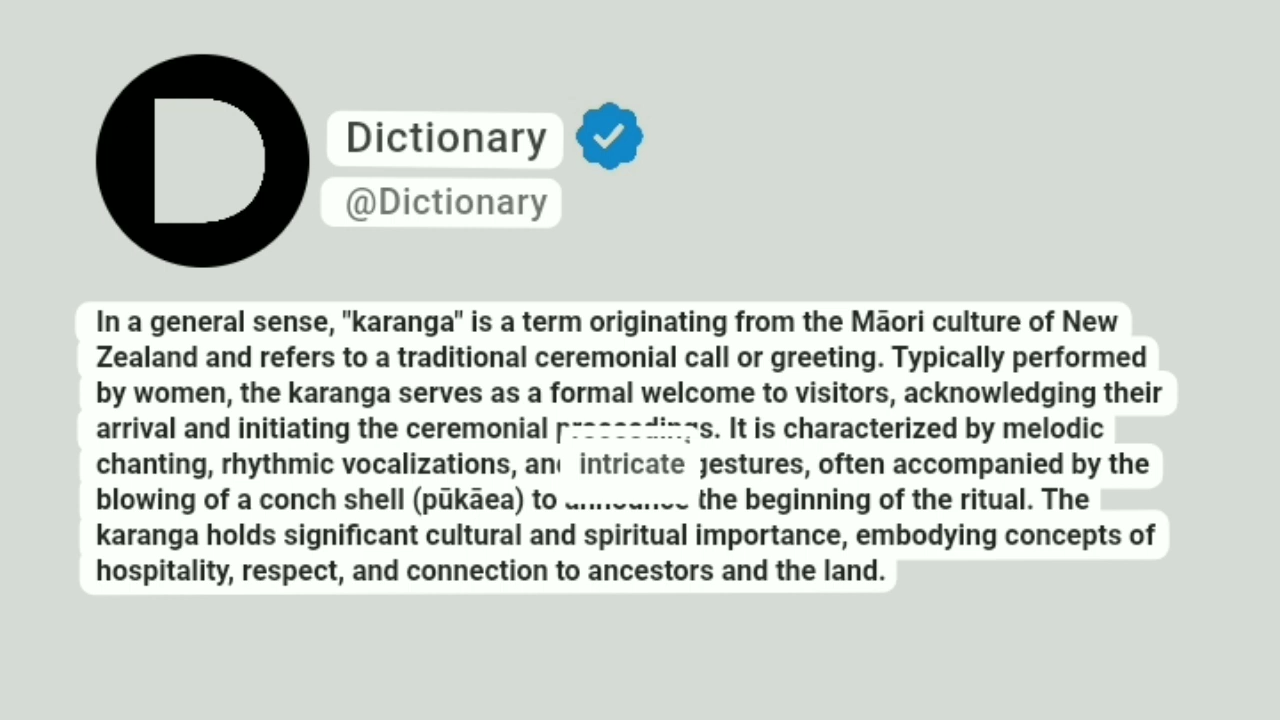 D
Dictionary
@Dictionary
In a general sense, "karanga" is a term originating from the Māori culture of New
Zealand and refers to a traditional ceremonial call or greeting. Typically performed
by women, the karanga serves as a formal welcome to visitors, acknowledging their
arrival and initiating the ceremonial proceedings. It is characterized by melodic
chanting, rhythmic vocalizations, and intricate gestures, often accompanied by the
blowing of a conch shell (pūkāea) to announce the beginning of the ritual. The
karanga holds significant cultural and spiritual importance, embodying concepts of
hospitality, respect, and connection to ancestors and the land.